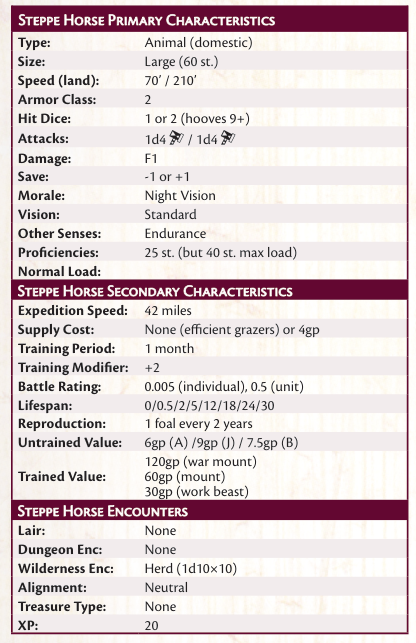 STEPPE HORSE PRIMARY CHARACTERISTICS
Type: Animal (domestic)
Size: Large (60 st.)
Speed (land): 70' / 210'
Armor Class: 2
Hit Dice: 1 or 2 (hooves 9+)
Attacks: 1d4 / 1d4
Damage: F1
Save: -1 or +1
Morale: Night Vision
Vision: Standard
Other Senses: Endurance
Proficiencies: 25 st. (but 40 st. max load)
Normal Load:
STEPPE HORSE SECONDARY CHARACTERISTICS
Expedition Speed: 42 miles
Supply Cost: None (efficient grazers) or 4gp
Training Period: 1 month
Training Modifier: +2
Battle Rating: 0.005 (individual), 0.5 (unit)
Lifespan: 0/0.5/2/5/12/18/24/30
Reproduction: 1 foal every 2 years
Untrained Value: 6gp (A) /9gp (J) / 7.5gp (B)
Trained Value: 120gp (war mount)
60gp (mount)
30gp (work beast)
STEPPE HORSE ENCOUNTERS
Lair: None
Dungeon Enc: None
Wilderness Enc: Herd (1d10×10)
Alignment: Neutral
Treasure Type: None
XP: 20